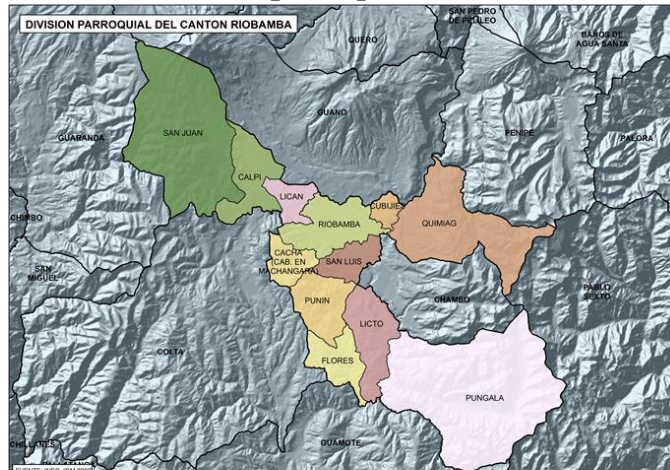 DIVISION PARROQUIAL DEL CANTON RIOBAMBA
SAN PEDRO
DE PELILEO
QUERO
BAÑOS DE
AGUA SANTA
GUANO
GUARANDA
SAN JUAN
PENIPE
PALORA
CALPI
LICAN
CUBIJIES
CHIMBO
RIOBAMBA
QUIMIAG
CACHA
(CAB. EN
MACHANGARA)
SAN LUIS
SAN
MIGUEL
PUNIN
CHAMBO
PABLO
SEXTO
LICTO
COLTA
FLORES
PUNGALA
GUAMOTE
CHILLANES